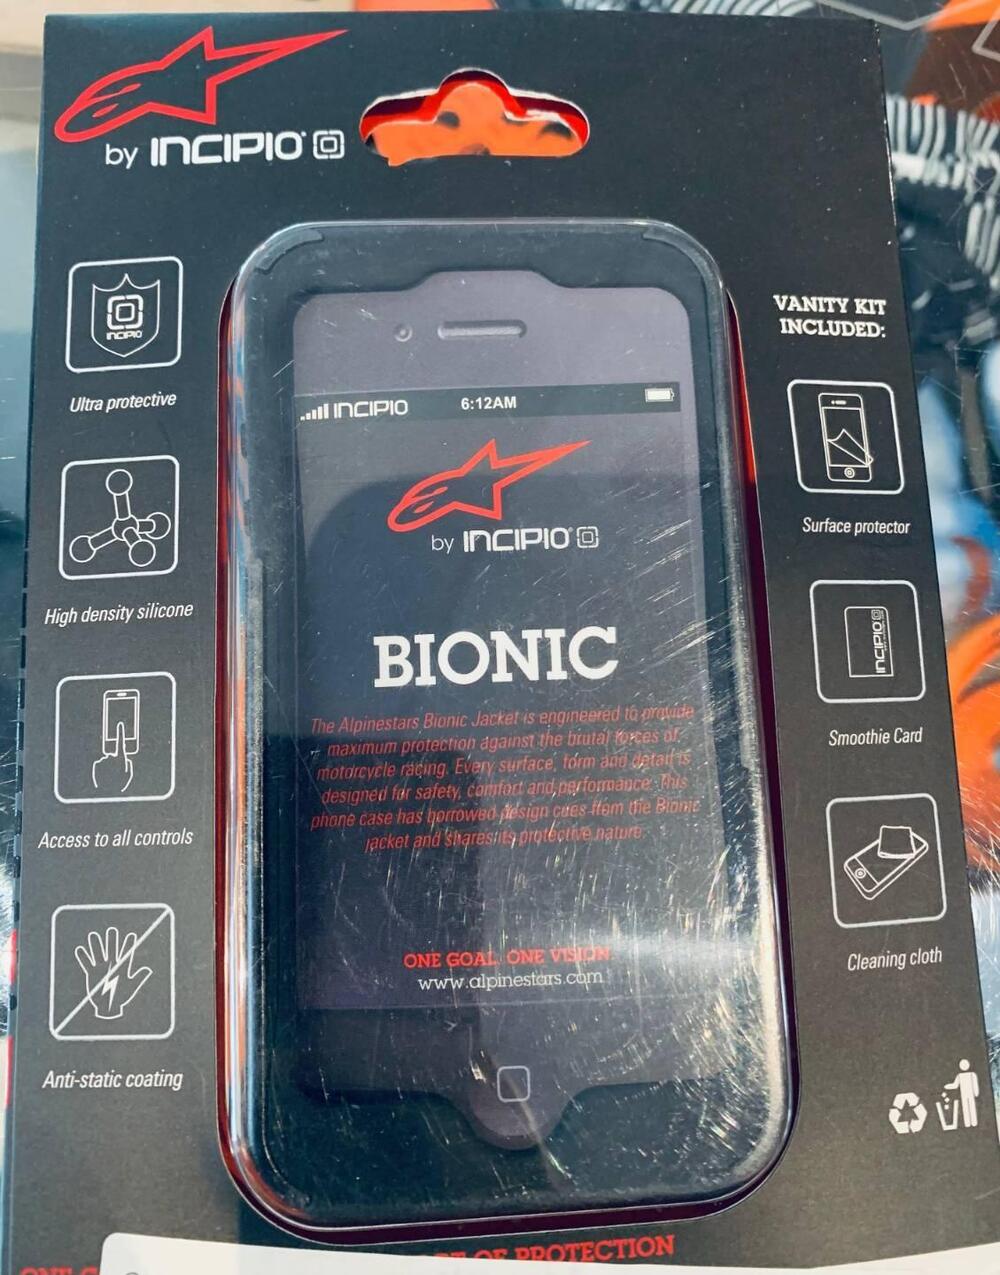 by INCIPIO
INCIPIO
Ultra protective
High density silicone
Access to all controls
Anti-static coating
INCIPIO 6:12AM
by INCIPIO
BIONIC
The Alpinestars Bionic Jacket is engineered to provide
maximum protection against the brutal forces of
motorcycle racing. Every surface, form and detail is
designed for safety, comfort and performance. This
phone case has borrowed design cues from the Bionic
jacket and shares its protective nature.
ONE GOAL. ONE VISION
www.alpinestars.com
VANITY KIT
INCLUDED:
Surface protector
INCIPIO
Smoothie Card
Cleaning cloth
OF PROTECTION